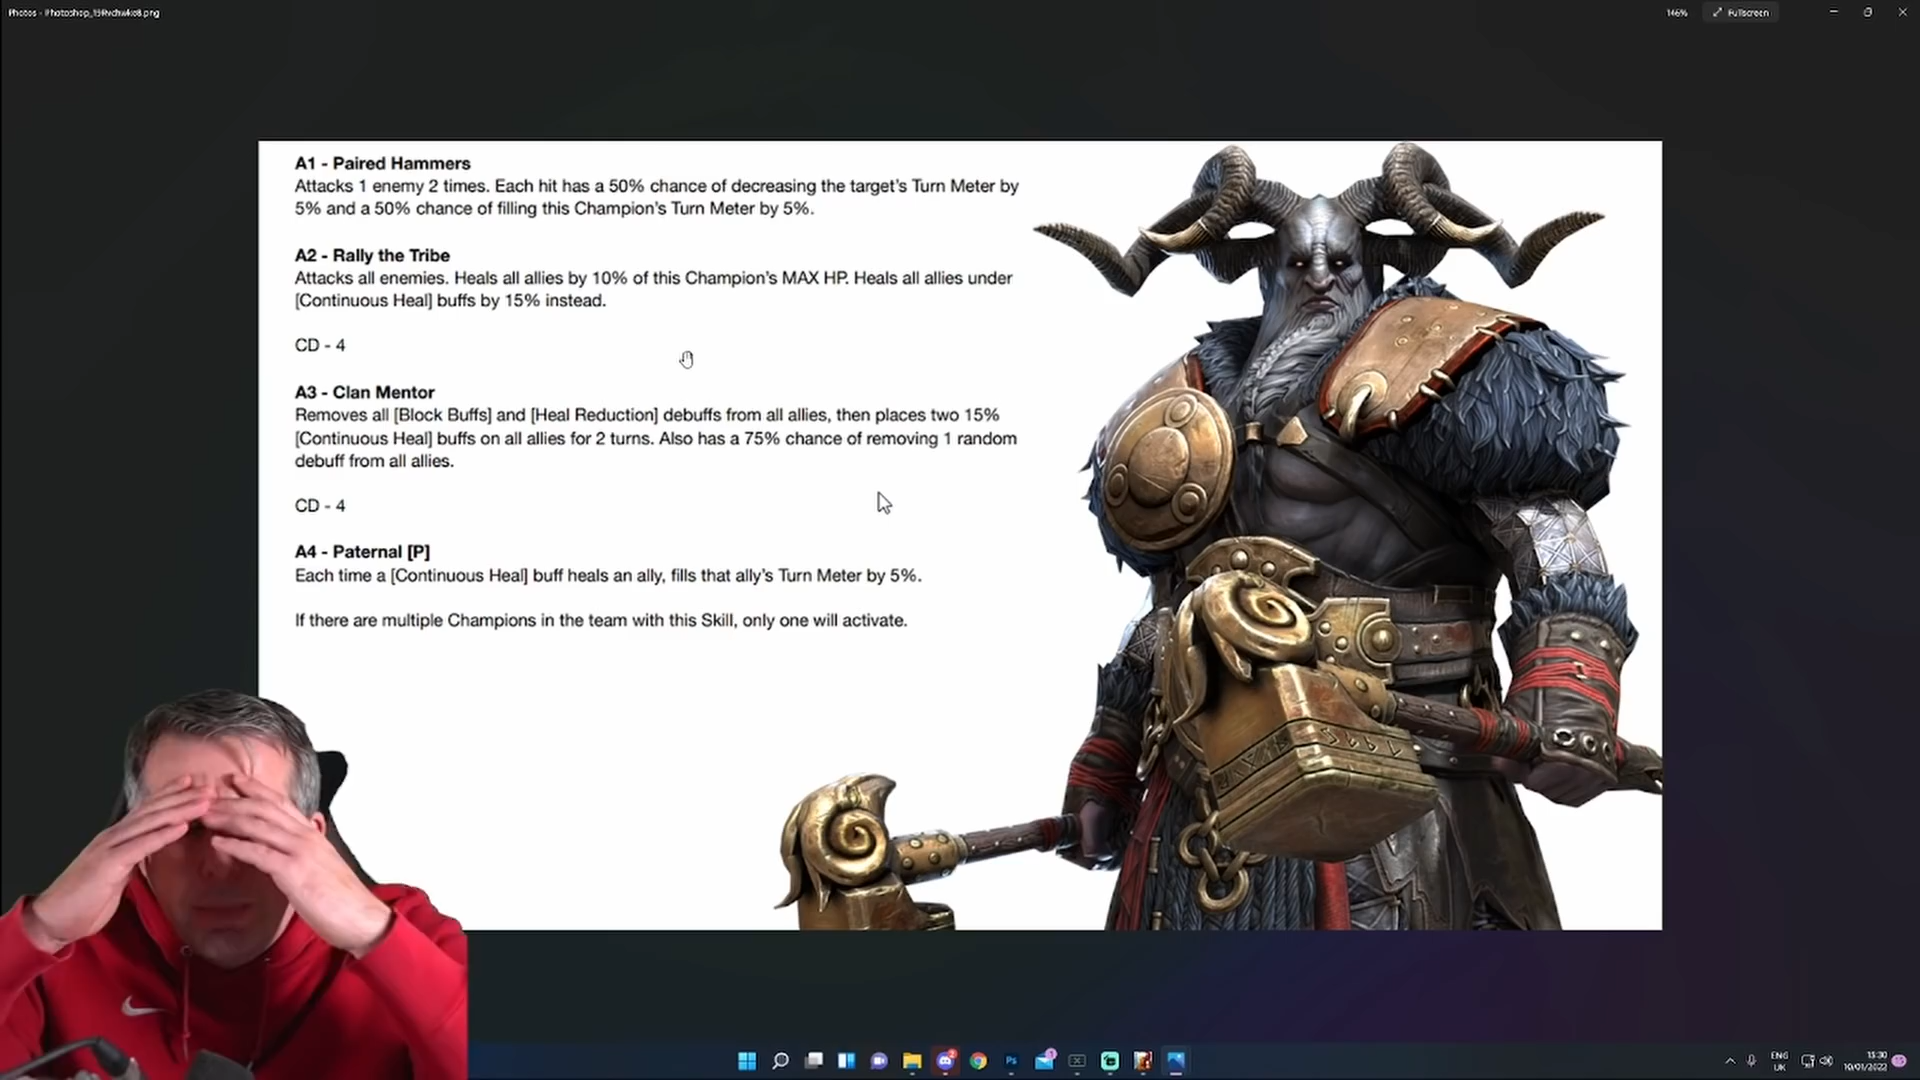 146%
Fullscreen
A1 - Paired Hammers
Attacks 1 enemy 2 times. Each hit has a 50% chance of decreasing the target's Turn Meter by
5% and a 50% chance of filling this Champion's Turn Meter by 5%.
A2 - Rally the Tribe
Attacks all enemies. Heals all allies by 10% of this Champion's MAX HP. Heals all allies under
[Continuous Heal] buffs by 15% instead.
CD - 4
A3 - Clan Mentor
Removes all [Block Buffs] and [Heal Reduction] debuffs from all allies, then places two 15%
[Continuous Heal] buffs on all allies for 2 turns. Also has a 75% chance of removing 1 random
debuff from all allies.
CD - 4
A4 - Paternal [P]
Each time a [Continuous Heal] buff heals an ally, fills that ally's Turn Meter by 5%.
If there are multiple Champions in the team with this Skill, only one will activate.
Ps
ENG
UK
10/01/2022